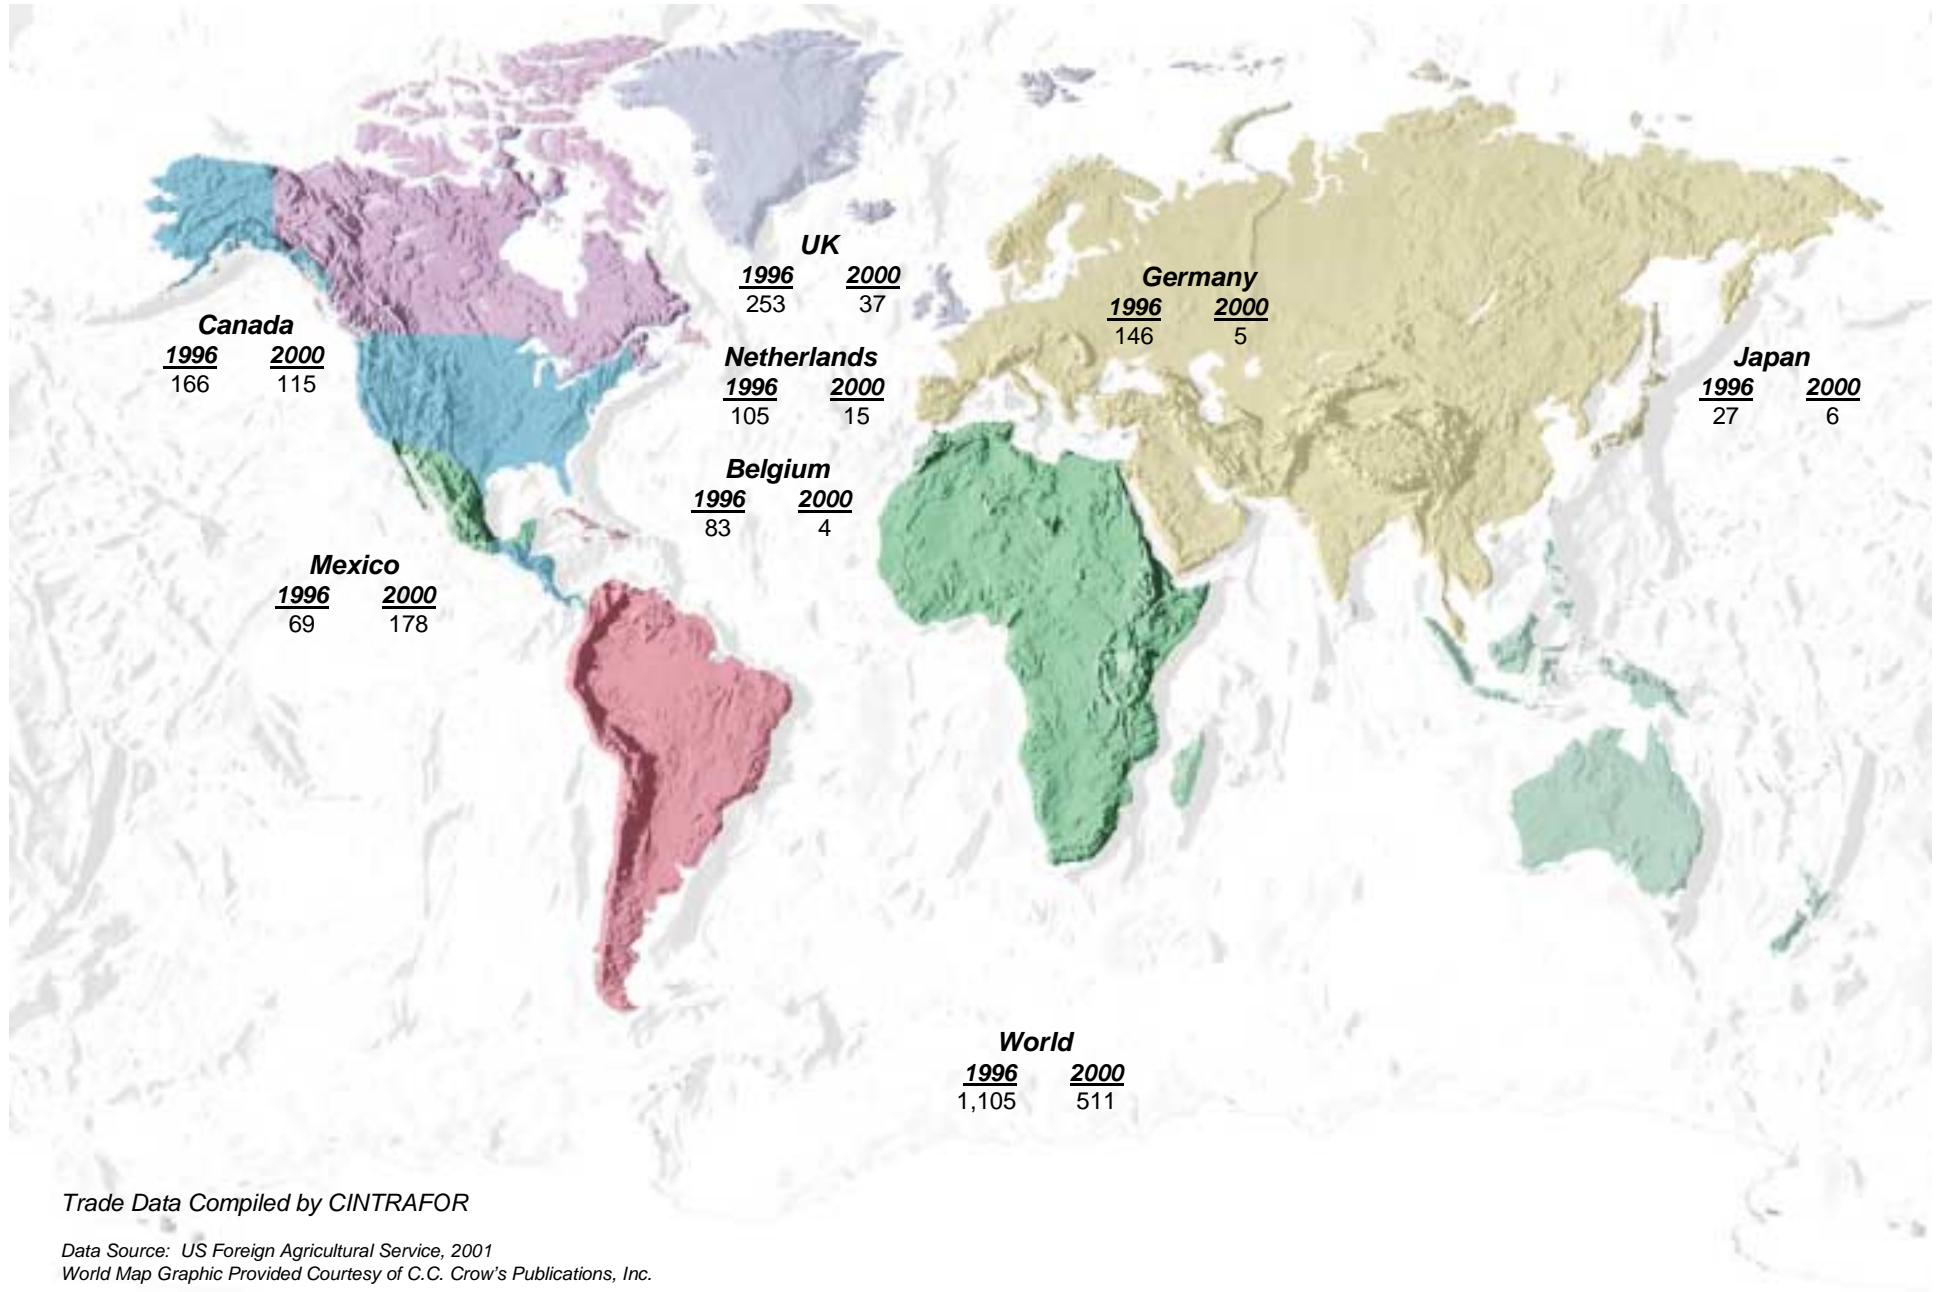 UK
1996 2000
253 37
Germany
1996 2000
146 5
Canada
1996 2000
166 115
Netherlands
1996 2000
105 15
Japan
1996 2000
27 6
Belgium
1996 2000
83 4
Mexico
1996 2000
69 178
World
1996 2000
1,105 511
Trade Data Compiled by CINTRAFOR
Data Source: US Foreign Agricultural Service, 2001
World Map Graphic Provided Courtesy of C.C. Crow's Publications, Inc.